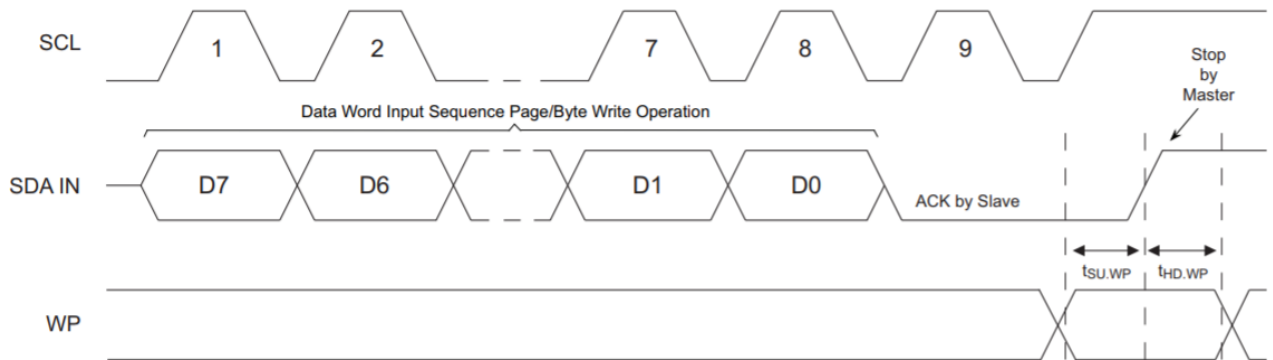 SCL
1
2
7
8
9
Stop
by
Master
Data Word Input Sequence Page/Byte Write Operation
SDA IN
D7
D6
D1
D0
ACK by Slave
tSU.WP
tHD.WP
WP